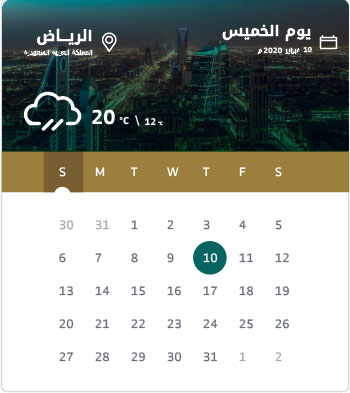 يوم الخميس
10 يناير 2020 م
الرياض
المملكة العربية السعودية
20 °C \ 12 °C
S M T W T F S
30 31 1 2 3 4 5
6 7 8 9 10 11 12
13 14 15 16 17 18 19
20 21 22 23 24 25 26
27 28 29 30 31 1 2